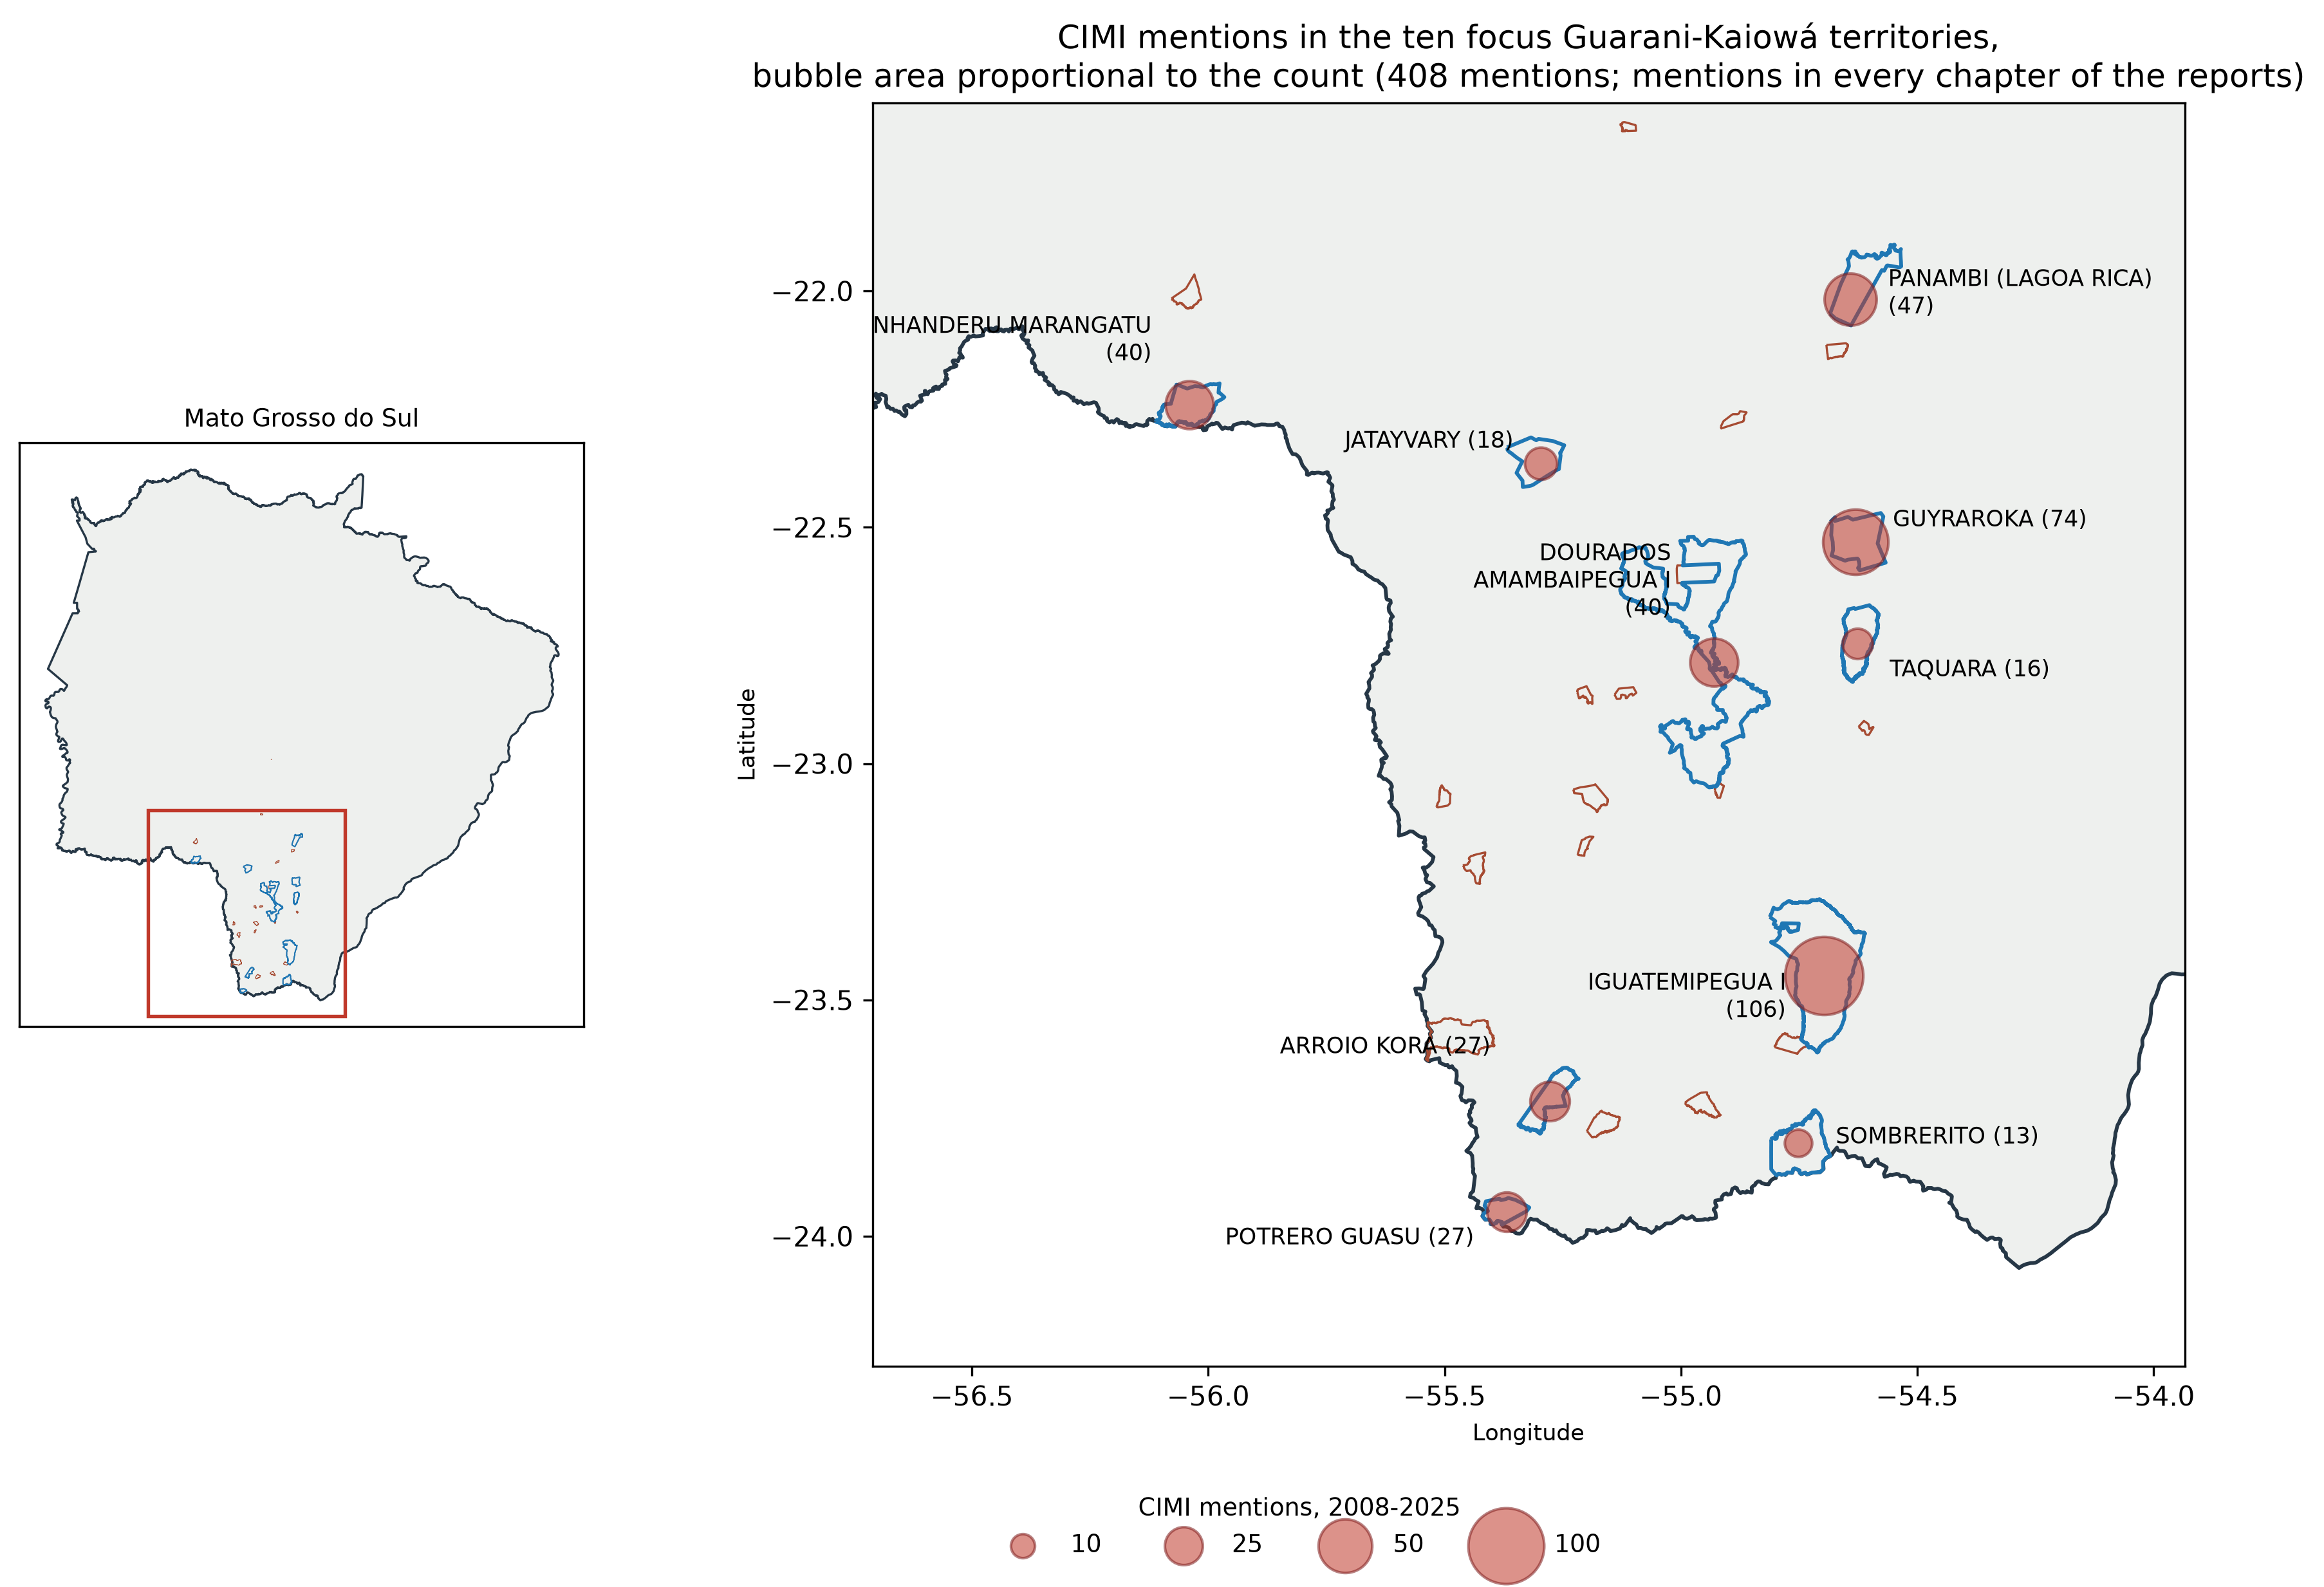 CIMI mentions in the ten focus Guarani-Kaiowá territories,
bubble area proportional to the count (408 mentions; mentions in every chapter of the reports)
Mato Grosso do Sul
Latitude
−22.0
−22.5
−23.0
−23.5
−24.0
PANAMBI (LAGOA RICA)
(47)
NHANDERU MARANGATU
(40)
JATAYVARY (18)
GUYRAROKA (74)
DOURADOS
AMAMBAIPEGUA I
(40)
TAQUARA (16)
IGUATEMIPEGUA I
(106)
ARROIO KORÁ (27)
SOMBRERITO (13)
POTRERO GUASU (27)
−56.5
−56.0
−55.5
−55.0
−54.5
−54.0
Longitude
CIMI mentions, 2008-2025
10
25
50
100